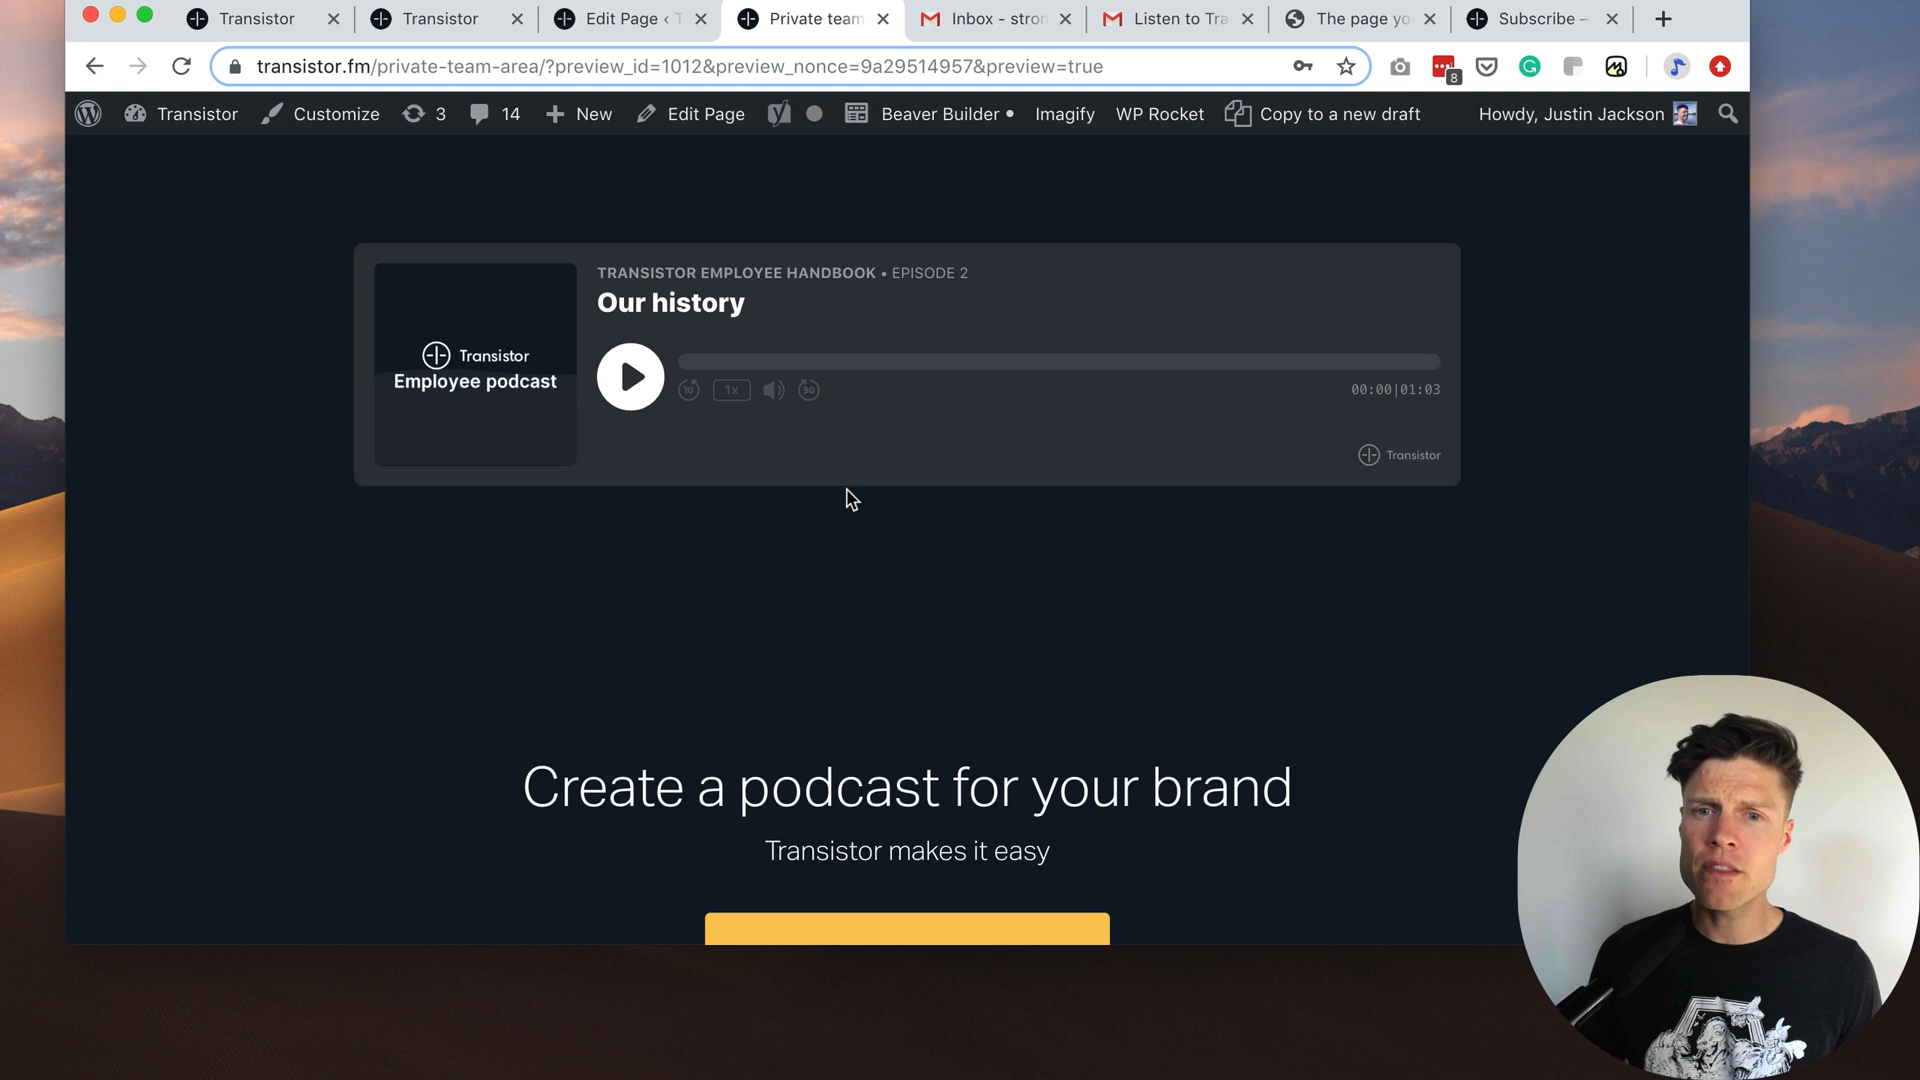 Transistor
Transistor
Edit Page ‹ T
Private team
Inbox - stron
Listen to Tra
The page yo
Subscribe –
transistor.fm/private-team-area/?preview_id=1012&preview_nonce=9a29514957&preview=true
8
Transistor
Customize
3
14
New
Edit Page
Beaver Builder
Imagify
WP Rocket
Copy to a new draft
Howdy, Justin Jackson
TRANSISTOR EMPLOYEE HANDBOOK • EPISODE 2
Our history
Transistor
Employee podcast
10
1x
30
00:00|01:03
Transistor
Create a podcast for your brand
Transistor makes it easy